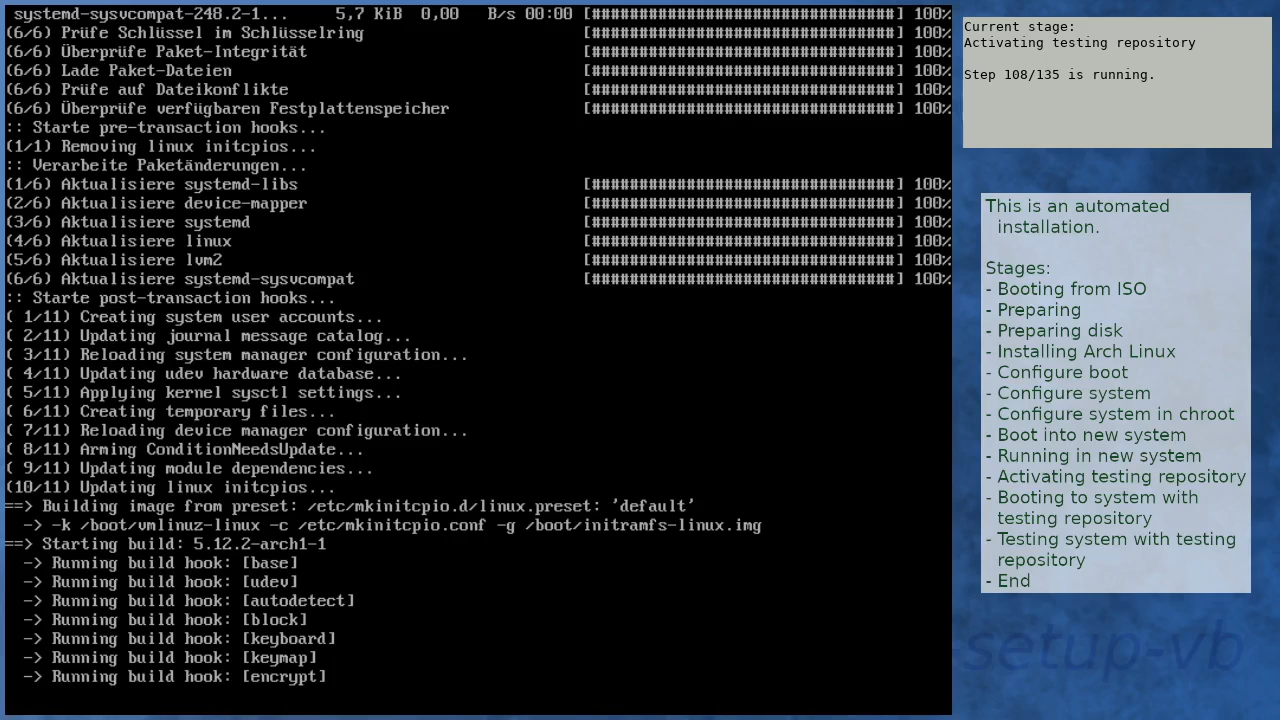 systemd-sysvcompat-248.2-1...     5,7 KiB  0,00   B/s 00:00 [################################] 100%
(6/6) Prüfe Schlüssel im Schlüsselring                       [################################] 100%
(6/6) Überprüfe Paket-Integrität                             [################################] 100%
(6/6) Lade Paket-Dateien                                     [################################] 100%
(6/6) Prüfe auf Dateikonflikte                               [################################] 100%
(6/6) Überprüfe verfügbaren Festplattenspeicher              [################################] 100%
:: Starte pre-transaction hooks...
(1/1) Removing linux initcpios...
:: Verarbeite Paketänderungen...
(1/6) Aktualisiere systemd-libs                              [################################] 100%
(2/6) Aktualisiere device-mapper                             [################################] 100%
(3/6) Aktualisiere systemd                                   [################################] 100%
(4/6) Aktualisiere linux                                     [################################] 100%
(5/6) Aktualisiere lvm2                                      [################################] 100%
(6/6) Aktualisiere systemd-sysvcompat                        [################################] 100%
:: Starte post-transaction hooks...
( 1/11) Creating system user accounts...
( 2/11) Updating journal message catalog...
( 3/11) Reloading system manager configuration...
( 4/11) Updating udev hardware database...
( 5/11) Applying kernel sysctl settings...
( 6/11) Creating temporary files...
( 7/11) Reloading device manager configuration...
( 8/11) Arming ConditionNeedsUpdate...
( 9/11) Updating module dependencies...
(10/11) Updating linux initcpios...
==> Building image from preset: /etc/mkinitcpio.d/linux.preset: 'default'
  -> -k /boot/vmlinuz-linux -c /etc/mkinitcpio.conf -g /boot/initramfs-linux.img
==> Starting build: 5.12.2-arch1-1
  -> Running build hook: [base]
  -> Running build hook: [udev]
  -> Running build hook: [autodetect]
  -> Running build hook: [block]
  -> Running build hook: [keyboard]
  -> Running build hook: [keymap]
  -> Running build hook: [encrypt]
Current stage:
Activating testing repository
Step 108/135 is running.
This is an automated
installation.
Stages:
- Booting from ISO
- Preparing
- Preparing disk
- Installing Arch Linux
- Configure boot
- Configure system
- Configure system in chroot
- Boot into new system
- Running in new system
- Activating testing repository
- Booting to system with
testing repository
- Testing system with testing
repository
- End
-setup-vb